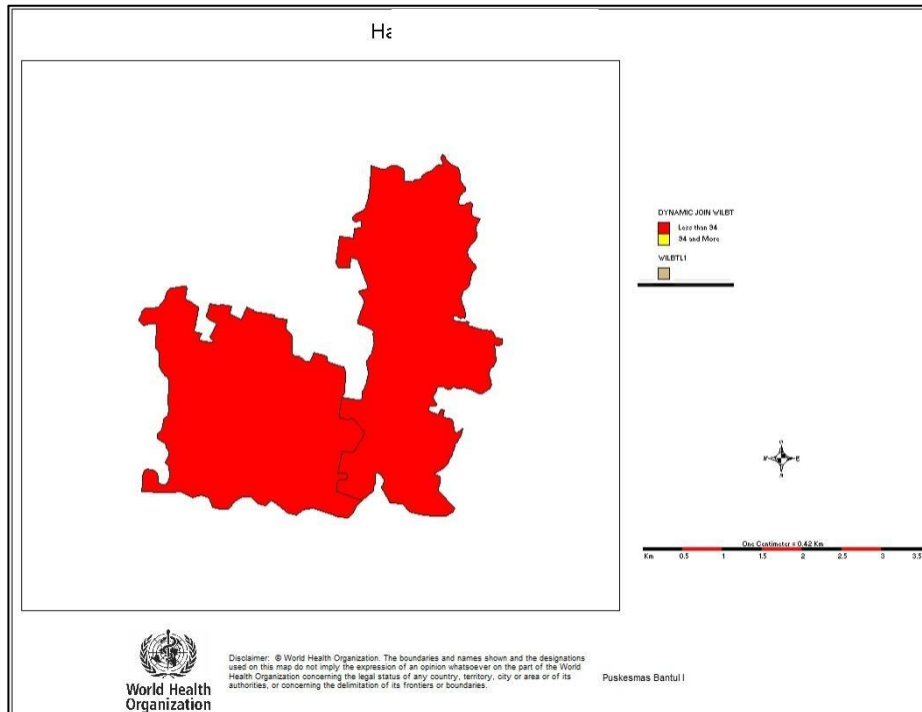 Ha
DYNAMIC JOIN WILBT
Less than 94
94 and More
WILBTL1
One Centimeter = 0.42 Km
Km 0.5 1 1.5 2 2.5 3 3.5
World Health
Organization
Disclaimer: © World Health Organization. The boundaries and names shown and the designations
used on this map do not imply the expression of an opinion whatsoever on the part of the World
Health Organization concerning the legal status of any country, territory, city or area or of its
authorities, or concerning the delimitation of its frontiers or boundaries.
Puskesmas Bantul I